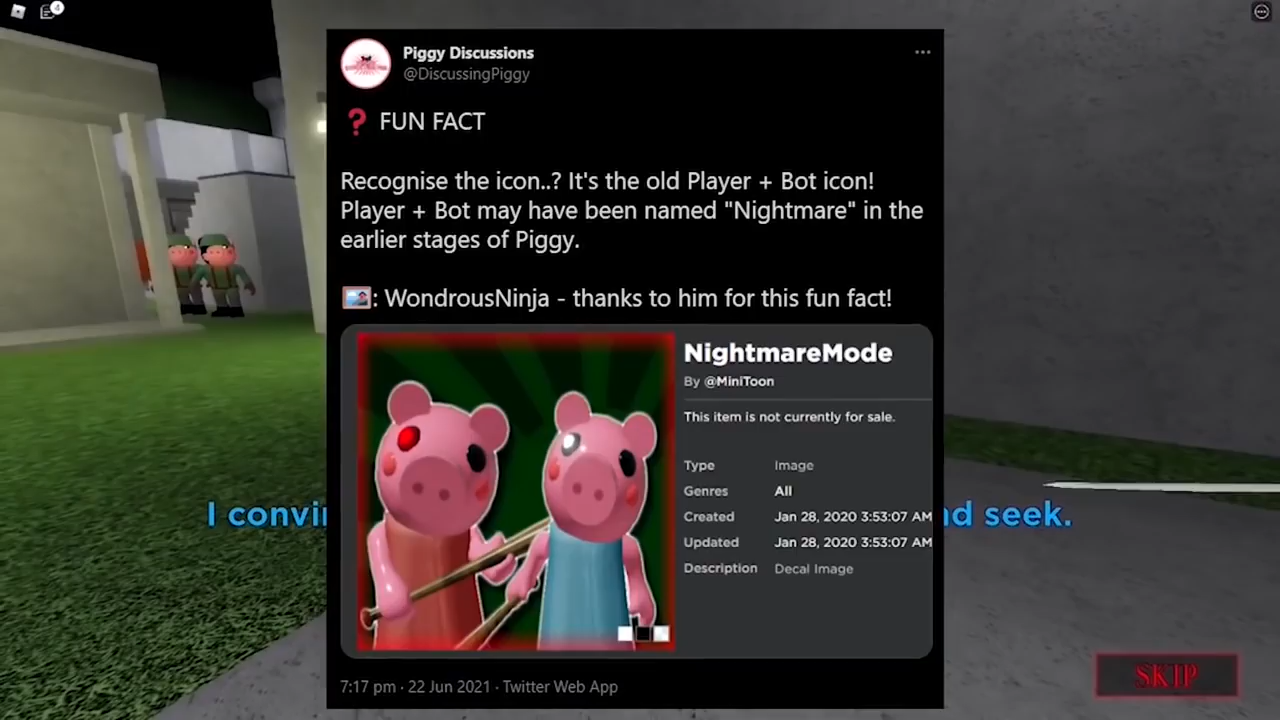 4
Piggy Discussions
@DiscussingPiggy
❓ FUN FACT
Recognise the icon..? It's the old Player + Bot icon!
Player + Bot may have been named "Nightmare" in the
earlier stages of Piggy.
: WondrousNinja - thanks to him for this fun fact!
NightmareMode
By @MiniToon
This item is not currently for sale.
Type Image
Genres All
Created Jan 28, 2020 3:53:07 AM
Updated Jan 28, 2020 3:53:07 AM
Description Decal Image
I convin
nd seek.
SKIP
7:17 pm · 22 Jun 2021 · Twitter Web App